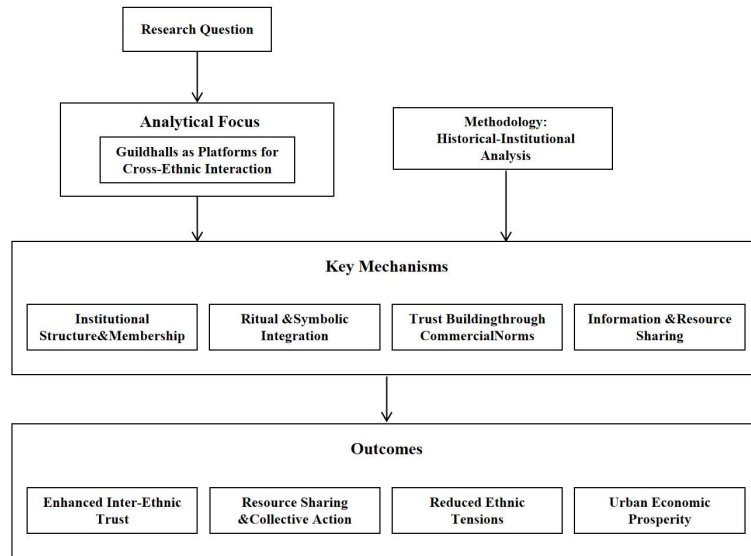 Research Question
Analytical Focus
Guildhalls as Platforms for
Cross-Ethnic Interaction
Methodology:
Historical-Institutional
Analysis
Key Mechanisms
Institutional
Structure&Membership
Ritual &Symbolic
Integration
Trust Buildingthrough
CommercialNorms
Information &Resource
Sharing
Outcomes
Enhanced Inter-Ethnic
Trust
Resource Sharing
&Collective Action
Reduced Ethnic
Tensions
Urban Economic
Prosperity